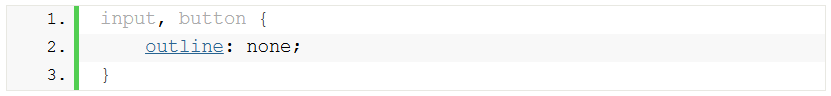 1. input, button {
2.     outline: none;
3. }